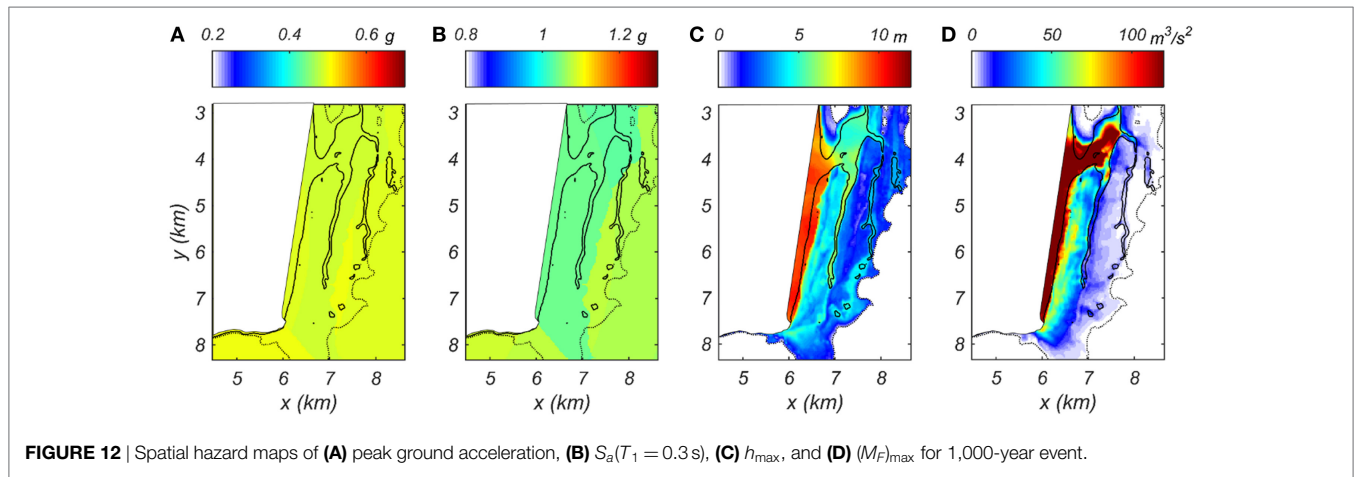 A 0.2 0.4 0.6 g B 0.8 1 1.2 g C 0 5 10 m D 0 50 100 m³/s²
3 3 3 3
4 4 4 4
5 5 5 5
y (km)
6 6 6 6
7 7 7 7
8 8 8 8
5 6 7 8 5 6 7 8 5 6 7 8 5 6 7 8
x (km) x (km) x (km) x (km)
FIGURE 12 | Spatial hazard maps of (A) peak ground acceleration, (B) Sₐ(T₁ = 0.3 s), (C) hmax, and (D) (MF)max for 1,000-year event.